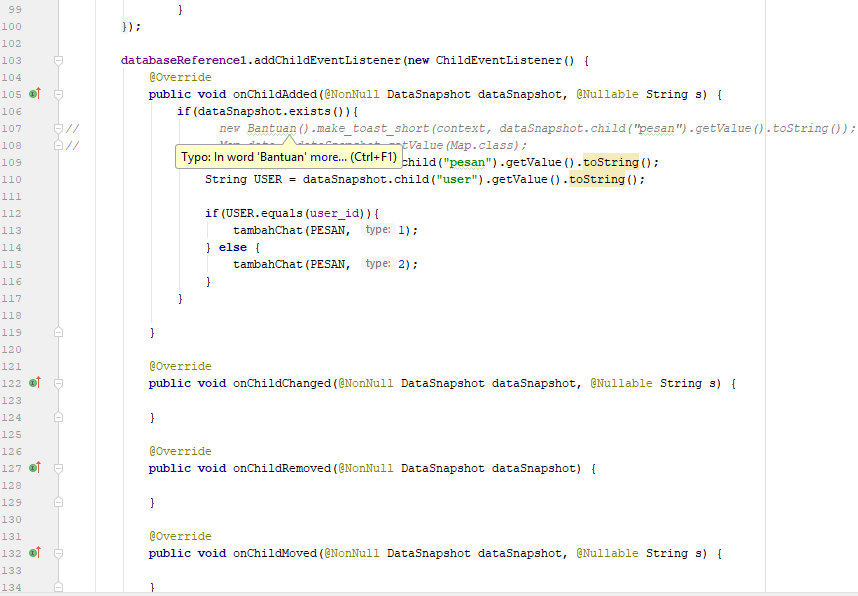 99 }
100 });
102
103 databaseReference1.addChildEventListener(new ChildEventListener() {
104 @Override
105 public void onChildAdded(@NonNull DataSnapshot dataSnapshot, @Nullable String s) {
106 if(dataSnapshot.exists()){
107 // new Bantuan().make_toast_short(context, dataSnapshot.child("pesan").getValue().toString());
108 // getValue(Map.class);
Typo: In word 'Bantuan' more... (Ctrl+F1)
109 child("pesan").getValue().toString();
110 String USER = dataSnapshot.child("user").getValue().toString();
111
112 if(USER.equals(user_id)){
113 tambahChat(PESAN, type: 1);
114 } else {
115 tambahChat(PESAN, type: 2);
116 }
117 }
118
119 }
120
121 @Override
122 public void onChildChanged(@NonNull DataSnapshot dataSnapshot, @Nullable String s) {
123
124 }
125
126 @Override
127 public void onChildRemoved(@NonNull DataSnapshot dataSnapshot) {
128
129 }
130
131 @Override
132 public void onChildMoved(@NonNull DataSnapshot dataSnapshot, @Nullable String s) {
133
134 }